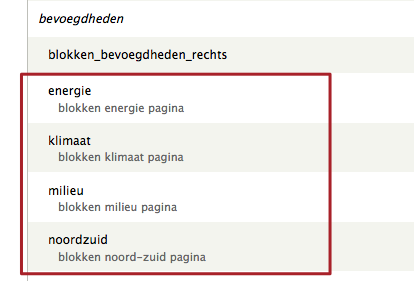 bevoegdheden
blokken_bevoegdheden_rechts
energie
blokken energie pagina
klimaat
blokken klimaat pagina
milieu
blokken milieu pagina
noordzuid
blokken noord-zuid pagina